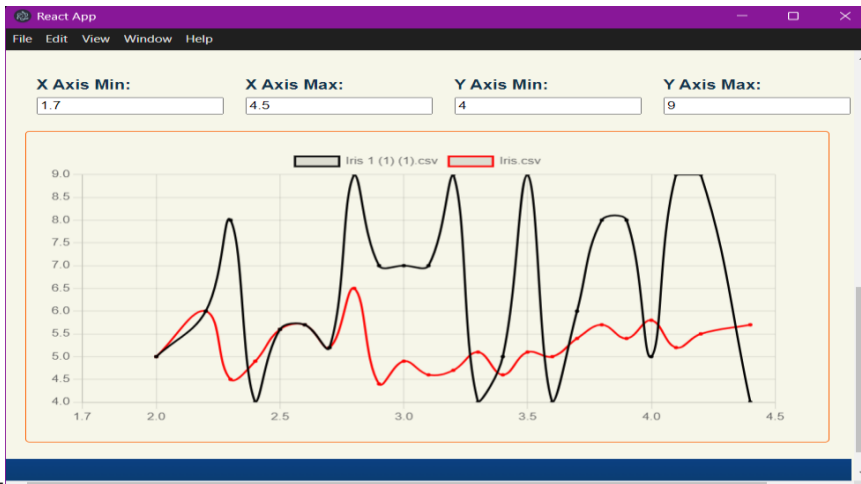 React App
File Edit View Window Help
X Axis Min: X Axis Max: Y Axis Min: Y Axis Max:
1.7 4.5 4 9
Iris 1 (1) (1).csv Iris.csv
9.0
8.5
8.0
7.5
7.0
6.5
6.0
5.5
5.0
4.5
4.0
1.7 2.0 2.5 3.0 3.5 4.0 4.5